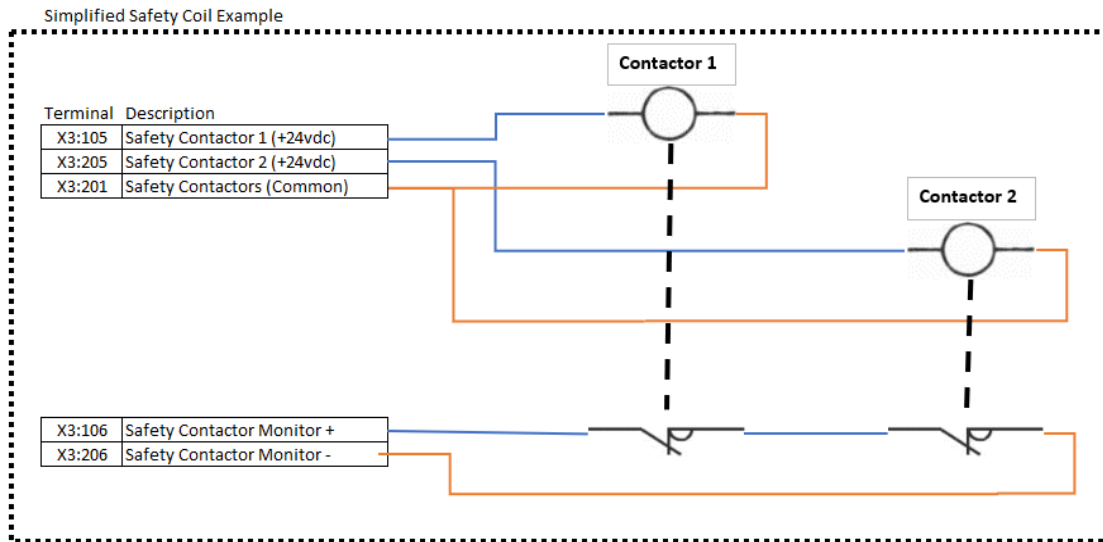 Simplified Safety Coil Example
Contactor 1
Terminal Description
X3:105 Safety Contactor 1 (+24vdc)
X3:205 Safety Contactor 2 (+24vdc)
X3:201 Safety Contactors (Common)
Contactor 2
X3:106 Safety Contactor Monitor +
X3:206 Safety Contactor Monitor -